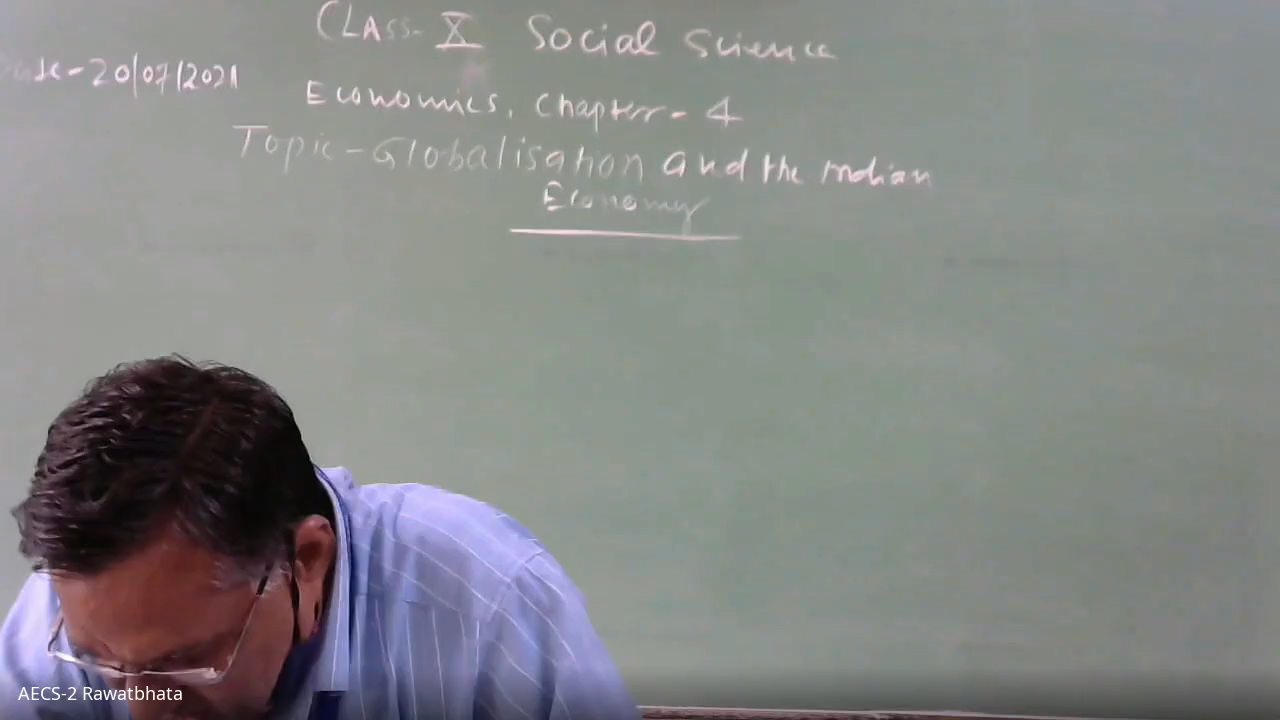 CLASS- X Social Science
Date-20/07/2021
Economics, Chapter- 4
Topic-Globalisation and the Indian
Economy
AECS-2 Rawatbhata